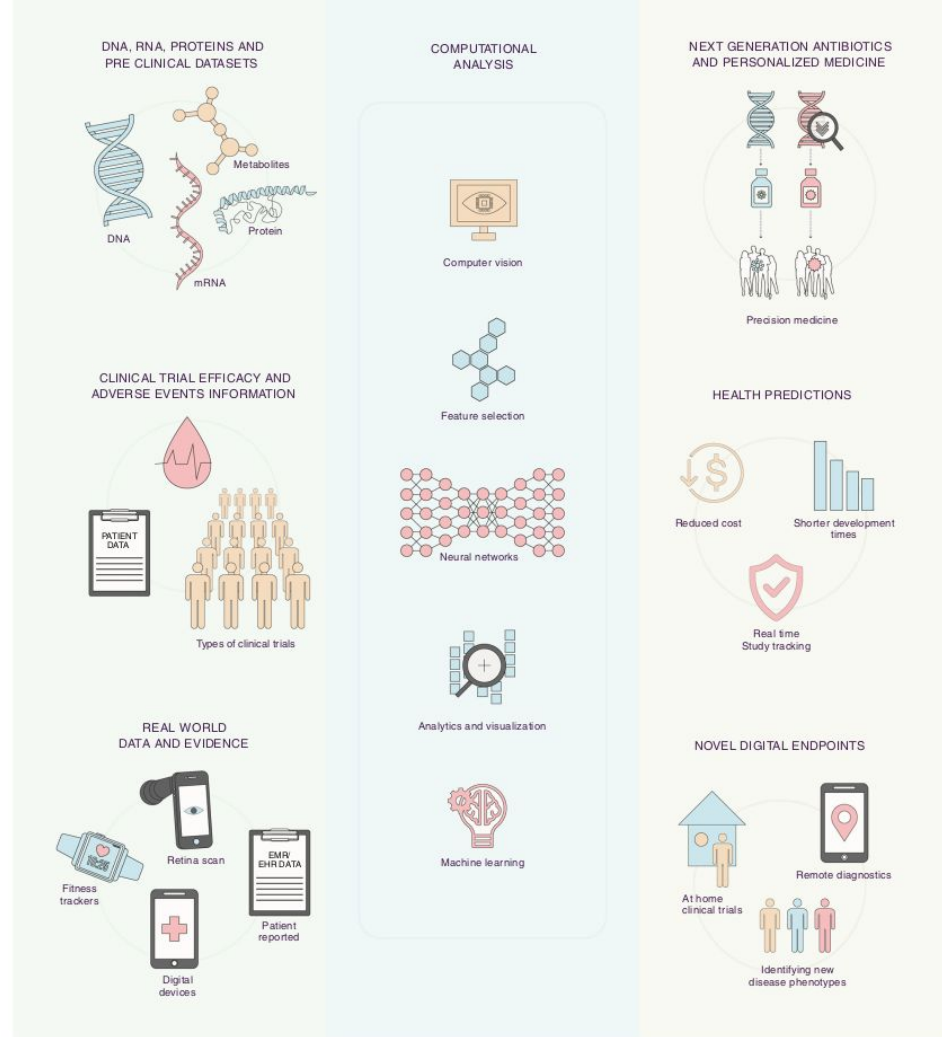 DNA, RNA, PROTEINS AND
PRE CLINICAL DATASETS
Metabolites
Protein
DNA
mRNA
CLINICAL TRIAL EFFICACY AND
ADVERSE EVENTS INFORMATION
PATIENT
DATA
Types of clinical trials
REAL WORLD
DATA AND EVIDENCE
Retina scan
18:25
Fitness
trackers
EMR/
EHR DATA
Patient
reported
Digital
devices
COMPUTATIONAL
ANALYSIS
Computer vision
Feature selection
Neural networks
Analytics and visualization
Machine learning
NEXT GENERATION ANTIBIOTICS
AND PERSONALIZED MEDICINE
Precision medicine
HEALTH PREDICTIONS
$
Reduced cost
Shorter development
times
Real time
Study tracking
NOVEL DIGITAL ENDPOINTS
At home
clinical trials
Remote diagnostics
Identifying new
disease phenotypes